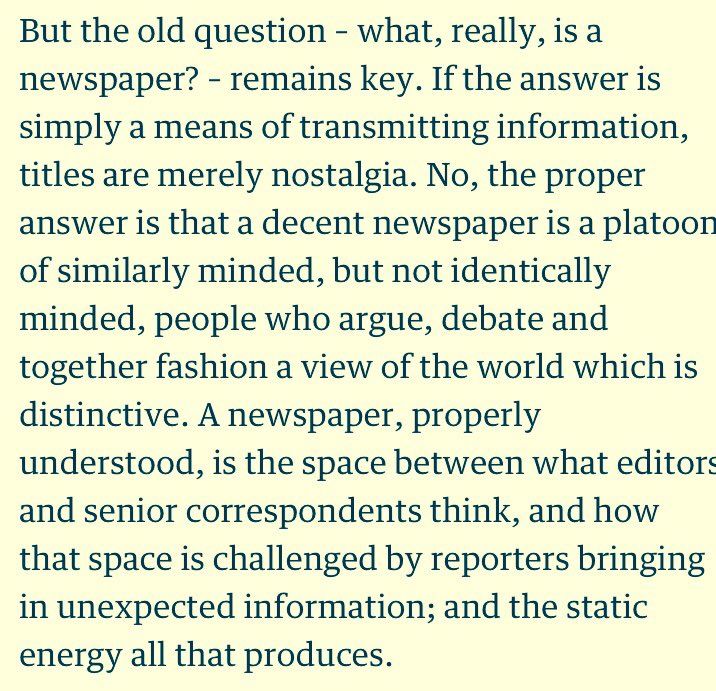 But the old question – what, really, is a
newspaper? – remains key. If the answer is
simply a means of transmitting information,
titles are merely nostalgia. No, the proper
answer is that a decent newspaper is a platoon
of similarly minded, but not identically
minded, people who argue, debate and
together fashion a view of the world which is
distinctive. A newspaper, properly
understood, is the space between what editors
and senior correspondents think, and how
that space is challenged by reporters bringing
in unexpected information; and the static
energy all that produces.